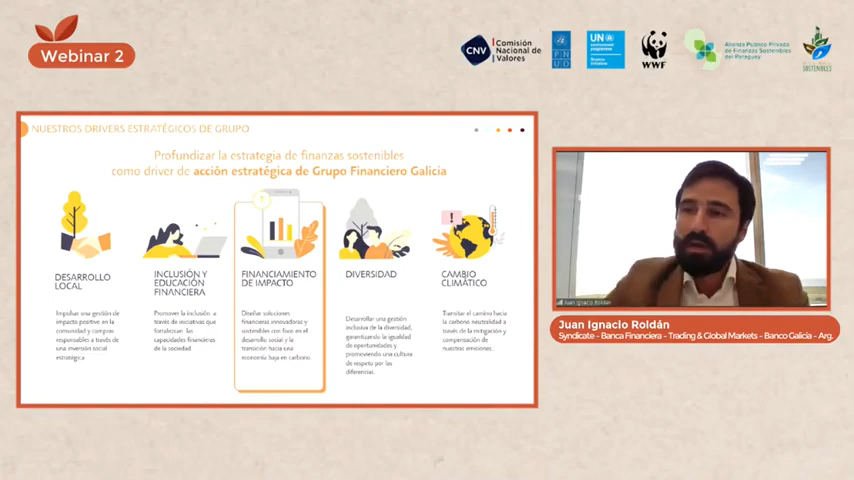 Webinar 2
CNV
Comisión
Nacional de
Valores
P N
U D
UN
WWF
Alianza Público Privada
de Finanzas Sostenibles
del Paraguay
SOSTENIBLES
NUESTROS DRIVERS ESTRATÉGICOS DE GRUPO
Profundizar la estrategia de finanzas sostenibles
como driver de acción estratégica de Grupo Financiero Galicia
DESARROLLO
LOCAL
Impulsar una gestión de
impacto positivo en la
comunidad y compras
responsables a través de
una inversión social
estratégica
INCLUSIÓN Y
EDUCACIÓN
FINANCIERA
Promover la inclusión a
través de iniciativas que
fortalezcan las
capacidades financieras
de la sociedad.
FINANCIAMIENTO
DE IMPACTO
Diseñar soluciones
financieras innovadoras y
sostenibles con foco en el
desarrollo social y la
transición hacia una
economía baja en carbono.
DIVERSIDAD
Desarrollar una gestión
inclusiva de la diversidad,
garantizando la igualdad
de oportunidades y
promoviendo una cultura
de respeto por las
diferencias.
CAMBIO
CLIMÁTICO
Transitar el camino hacia
la carbono neutralidad a
través de la mitigación y
compensación de
nuestras emisiones.
Juan Ignacio Roldán
Juan Ignacio Roldán
Syndicate - Banca Financiera - Trading & Global Markets - Banco Galicia - Arg.